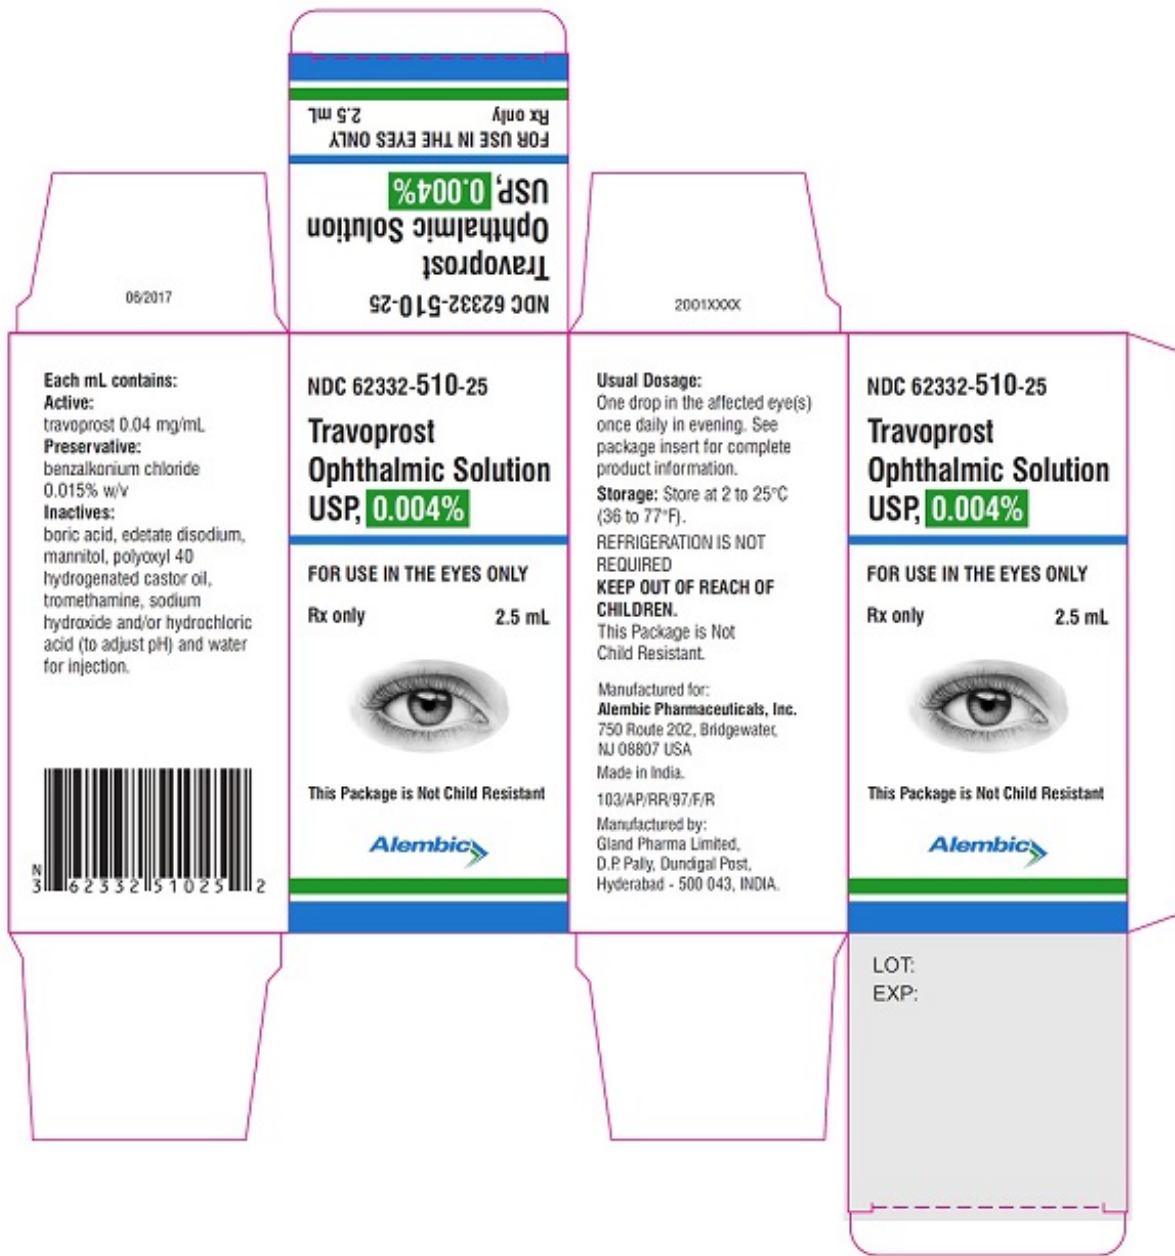 Rx only 2.5 mL
FOR USE IN THE EYES ONLY
NDC 62332-510-25
Travoprost
Ophthalmic Solution
USP, 0.004%
06/2017
2001XXXX
Each mL contains:
Active:
travoprost 0.04 mg/mL
Preservative:
benzalkonium chloride
0.015% w/v
Inactives:
boric acid, edetate disodium,
mannitol, polyoxyl 40
hydrogenated castor oil,
tromethamine, sodium
hydroxide and/or hydrochloric
acid (to adjust pH) and water
for injection.
N
3 62332 51025 2
NDC 62332-510-25
Travoprost
Ophthalmic Solution
USP, 0.004%
FOR USE IN THE EYES ONLY
Rx only 2.5 mL
This Package is Not Child Resistant
Alembic
Usual Dosage:
One drop in the affected eye(s)
once daily in evening. See
package insert for complete
product information.
Storage: Store at 2 to 25°C
(36 to 77°F).
REFRIGERATION IS NOT
REQUIRED
KEEP OUT OF REACH OF
CHILDREN.
This Package is Not
Child Resistant.
Manufactured for:
Alembic Pharmaceuticals, Inc.
750 Route 202, Bridgewater,
NJ 08807 USA
Made in India.
103/AP/RR/97/F/R
Manufactured by:
Gland Pharma Limited,
D.P. Pally, Dundigal Post,
Hyderabad - 500 043, INDIA.
NDC 62332-510-25
Travoprost
Ophthalmic Solution
USP, 0.004%
FOR USE IN THE EYES ONLY
Rx only 2.5 mL
This Package is Not Child Resistant
Alembic
LOT:
EXP: